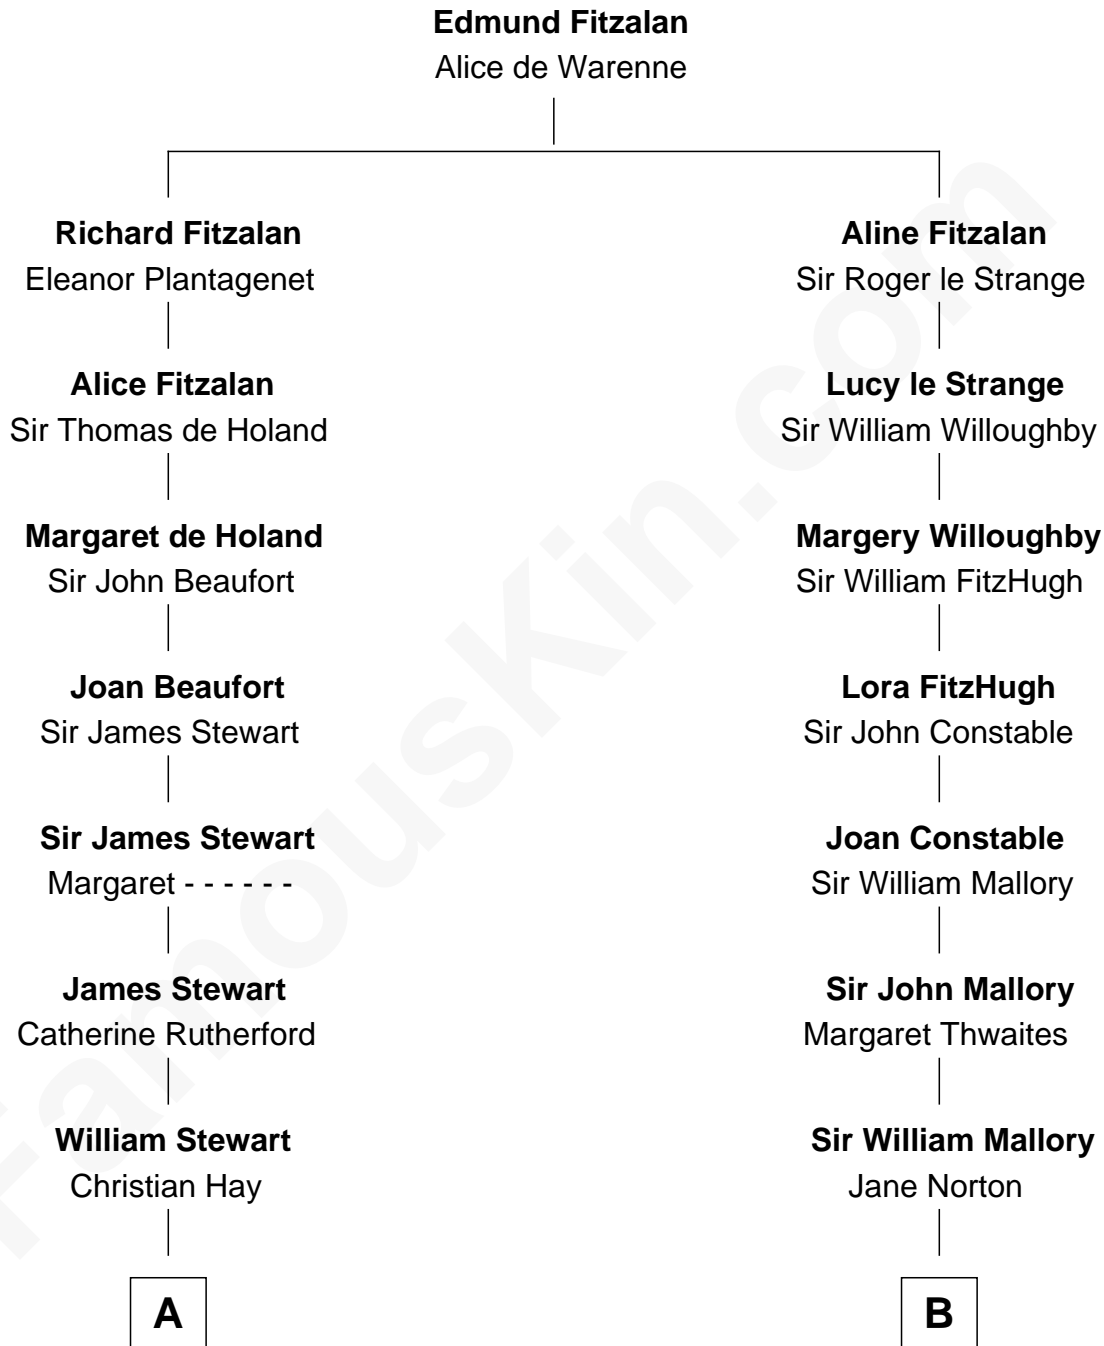 Edmund Fitzalan
Alice de Warenne
Richard Fitzalan
Eleanor Plantagenet
Aline Fitzalan
Sir Roger le Strange
Alice Fitzalan
Sir Thomas de Holand
Lucy le Strange
Sir William Willoughby
Margaret de Holand
Sir John Beaufort
Margery Willoughby
Sir William FitzHugh
Joan Beaufort
Sir James Stewart
Lora FitzHugh
Sir John Constable
Sir James Stewart
Margaret - - - - - -
Joan Constable
Sir William Mallory
James Stewart
Catherine Rutherford
Sir John Mallory
Margaret Thwaites
William Stewart
Christian Hay
Sir William Mallory
Jane Norton
A
B
FamousKin.com